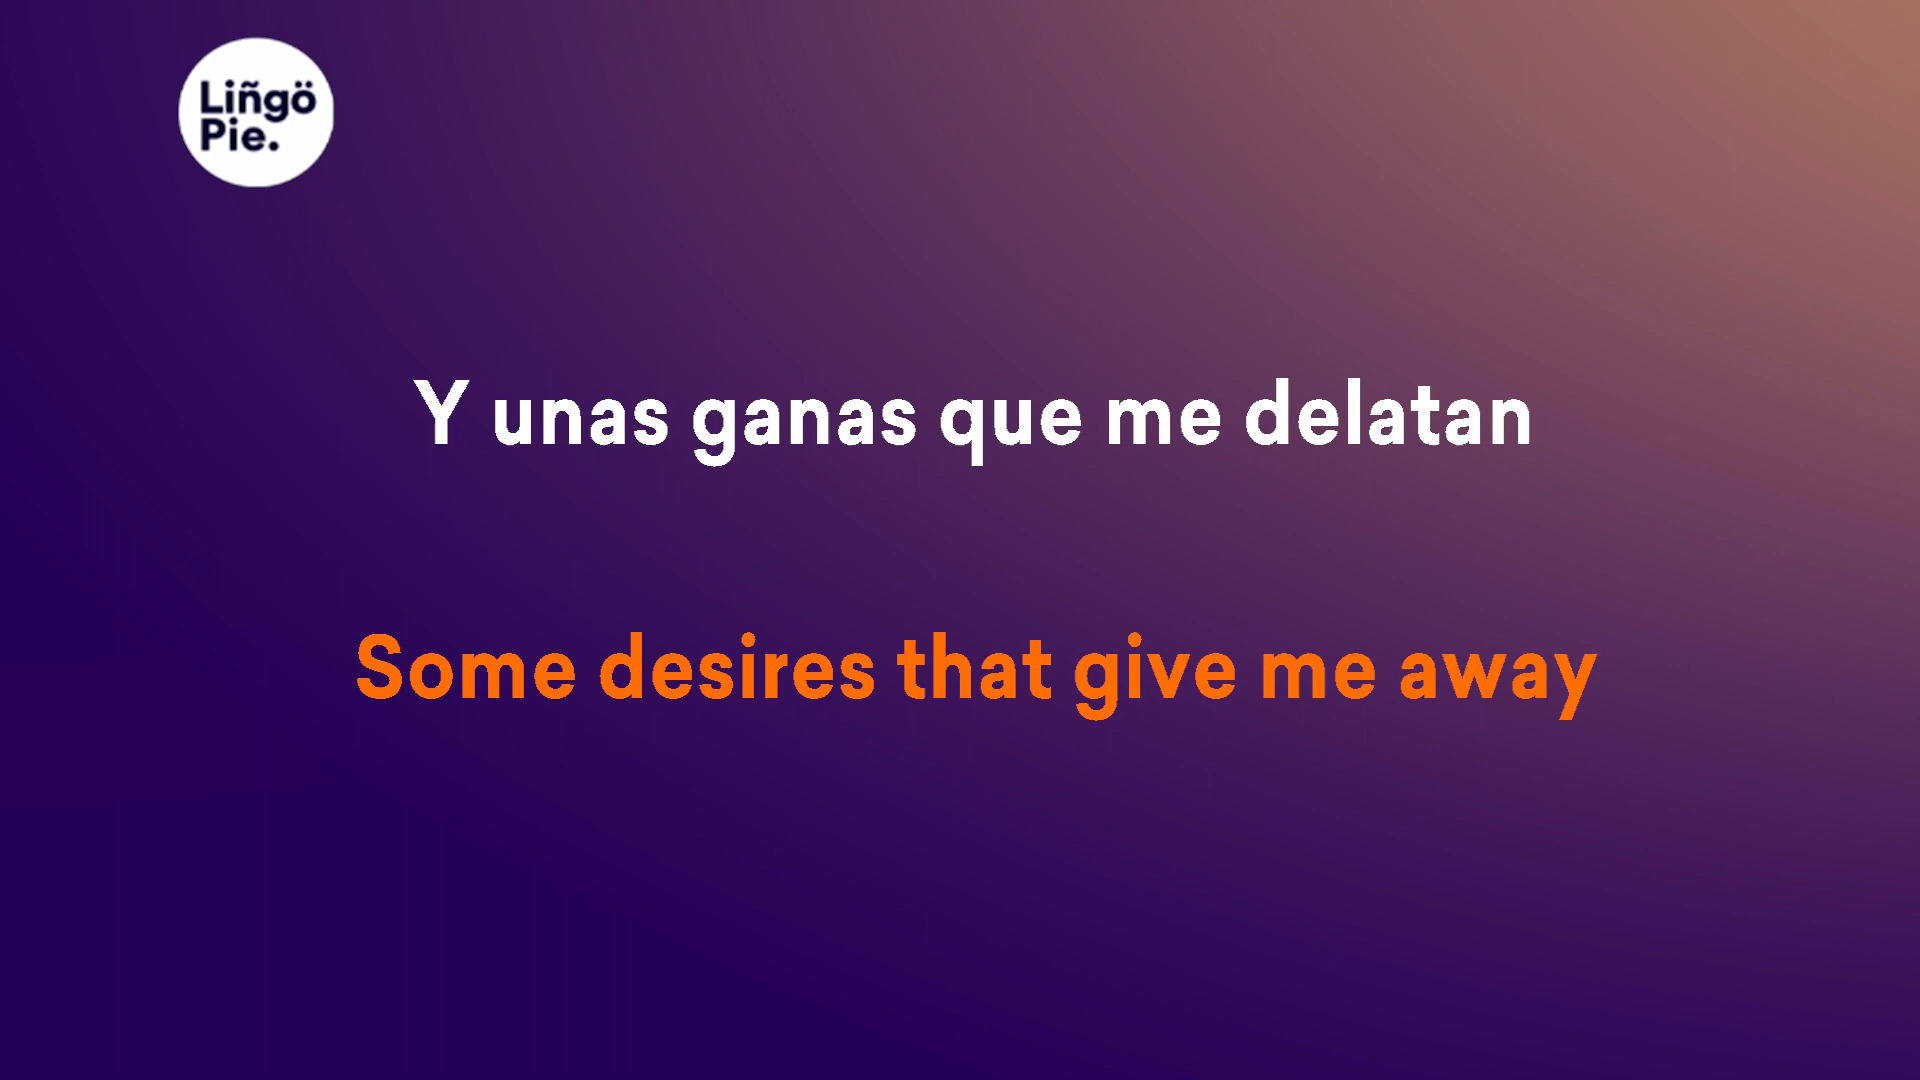 Liñgö
Pie.
Y unas ganas que me delatan
Some desires that give me away